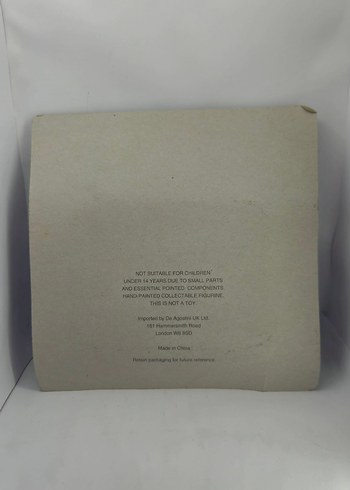 NOT SUITABLE FOR CHILDREN
UNDER 14 YEARS DUE TO SMALL PARTS
AND ESSENTIAL POINTED COMPONENTS
HAND-PAINTED COLLECTABLE FIGURINE.
THIS IS NOT A TOY.
Imported by De Agostini UK Ltd.
Hammersmith Road
London W6
Made in China
Retain packaging for future reference.